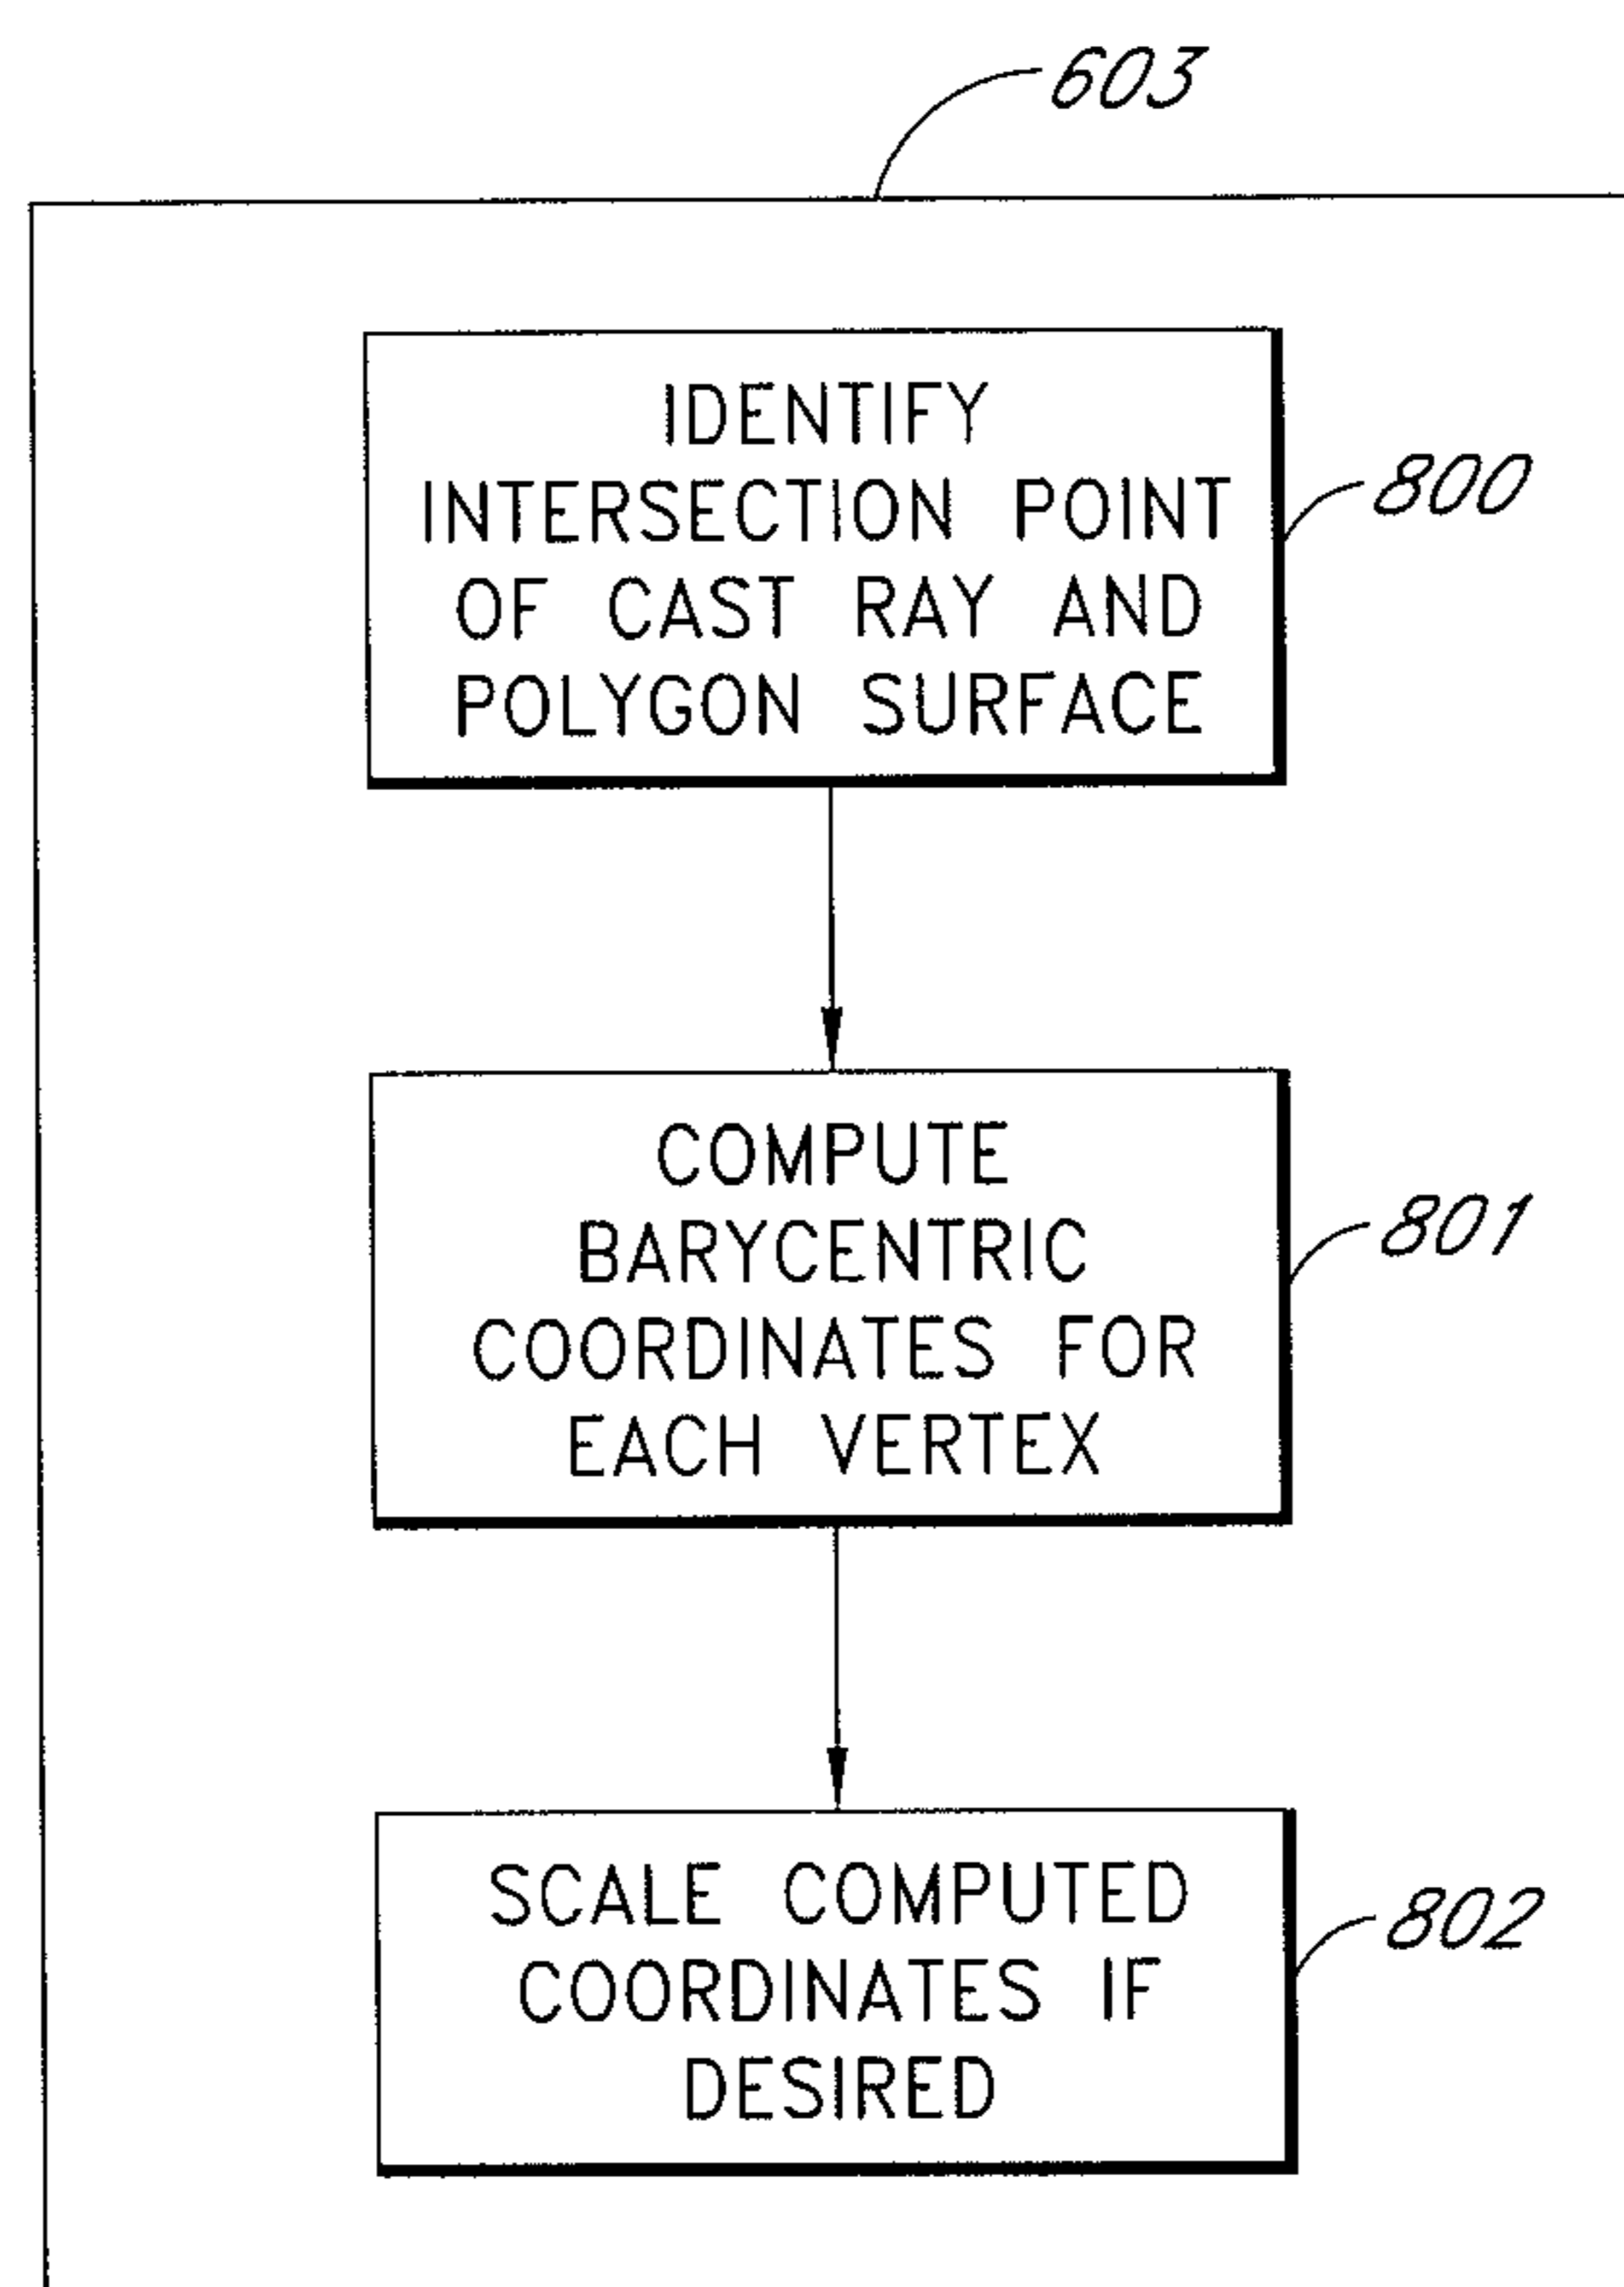 603
IDENTIFY
INTERSECTION POINT
OF CAST RAY AND
POLYGON SURFACE
800
COMPUTE
BARYCENTRIC
COORDINATES FOR
EACH VERTEX
801
SCALE COMPUTED
COORDINATES IF
DESIRED
802